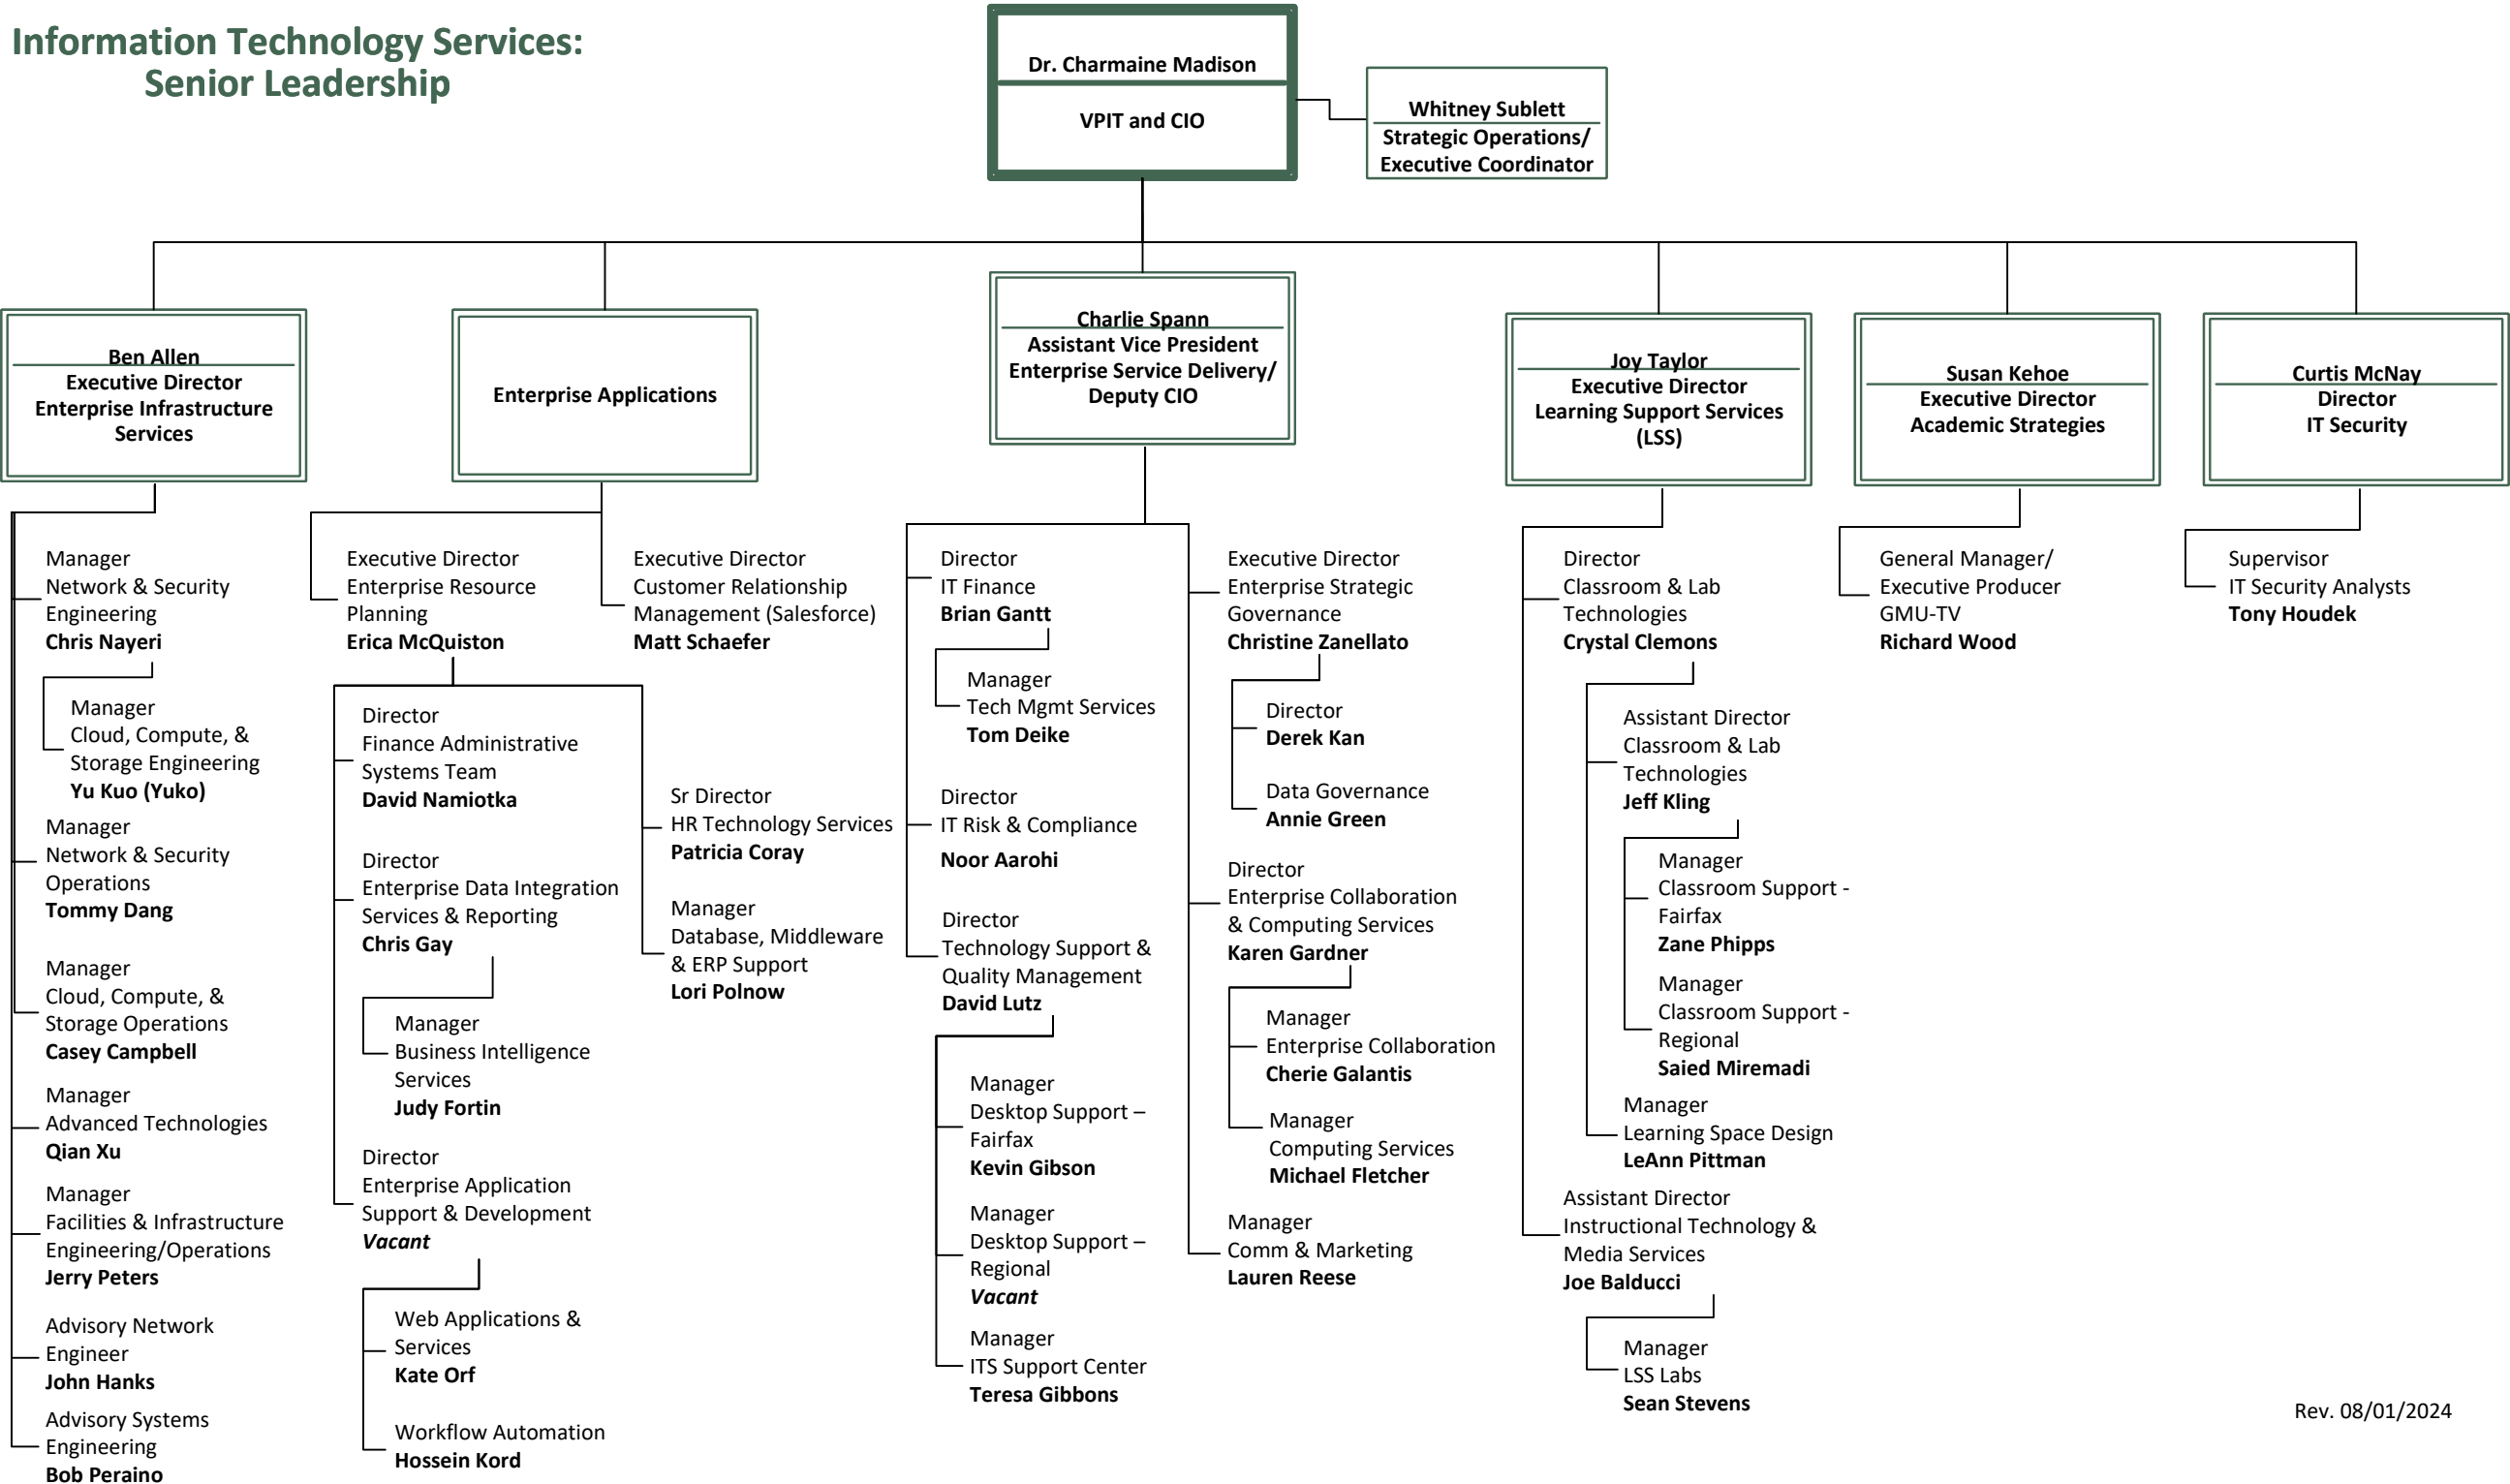 Information Technology Services:
Senior Leadership
Dr. Charmaine Madison
VPIT and CIO
Whitney Sublett
Strategic Operations/
Executive Coordinator
Ben Allen
Executive Director
Enterprise Infrastructure
Services
Enterprise Applications
Charlie Spann
Assistant Vice President
Enterprise Service Delivery/
Deputy CIO
Joy Taylor
Executive Director
Learning Support Services
(LSS)
Susan Kehoe
Executive Director
Academic Strategies
Curtis McNay
Director
IT Security
Manager
Network & Security
Engineering
Chris Nayeri
Manager
Cloud, Compute, &
Storage Engineering
Yu Kuo (Yuko)
Manager
Network & Security
Operations
Tommy Dang
Manager
Cloud, Compute, &
Storage Operations
Casey Campbell
Manager
Advanced Technologies
Qian Xu
Manager
Facilities & Infrastructure
Engineering/Operations
Jerry Peters
Advisory Network
Engineer
John Hanks
Advisory Systems
Engineering
Bob Peraino
Executive Director
Enterprise Resource
Planning
Erica McQuiston
Executive Director
Customer Relationship
Management (Salesforce)
Matt Schaefer
Director
Finance Administrative
Systems Team
David Namiotka
Director
Enterprise Data Integration
Services & Reporting
Chris Gay
Manager
Business Intelligence
Services
Judy Fortin
Director
Enterprise Application
Support & Development
Vacant
Web Applications &
Services
Kate Orf
Workflow Automation
Hossein Kord
Sr Director
HR Technology Services
Patricia Coray
Manager
Database, Middleware
& ERP Support
Lori Polnow
Director
IT Finance
Brian Gantt
Manager
Tech Mgmt Services
Tom Deike
Director
IT Risk & Compliance
Noor Aarohi
Director
Technology Support &
Quality Management
David Lutz
Manager
Desktop Support –
Fairfax
Kevin Gibson
Manager
Desktop Support –
Regional
Vacant
Manager
ITS Support Center
Teresa Gibbons
Executive Director
Enterprise Strategic
Governance
Christine Zanellato
Director
Derek Kan
Data Governance
Annie Green
Director
Enterprise Collaboration
& Computing Services
Karen Gardner
Manager
Enterprise Collaboration
Cherie Galantis
Manager
Computing Services
Michael Fletcher
Manager
Comm & Marketing
Lauren Reese
Director
Classroom & Lab
Technologies
Crystal Clemons
Assistant Director
Classroom & Lab
Technologies
Jeff Kling
Manager
Classroom Support -
Fairfax
Zane Phipps
Manager
Classroom Support -
Regional
Saied Miremadi
Manager
Learning Space Design
LeAnn Pittman
Assistant Director
Instructional Technology &
Media Services
Joe Balducci
Manager
LSS Labs
Sean Stevens
General Manager/
Executive Producer
GMU-TV
Richard Wood
Supervisor
IT Security Analysts
Tony Houdek
Rev. 08/01/2024